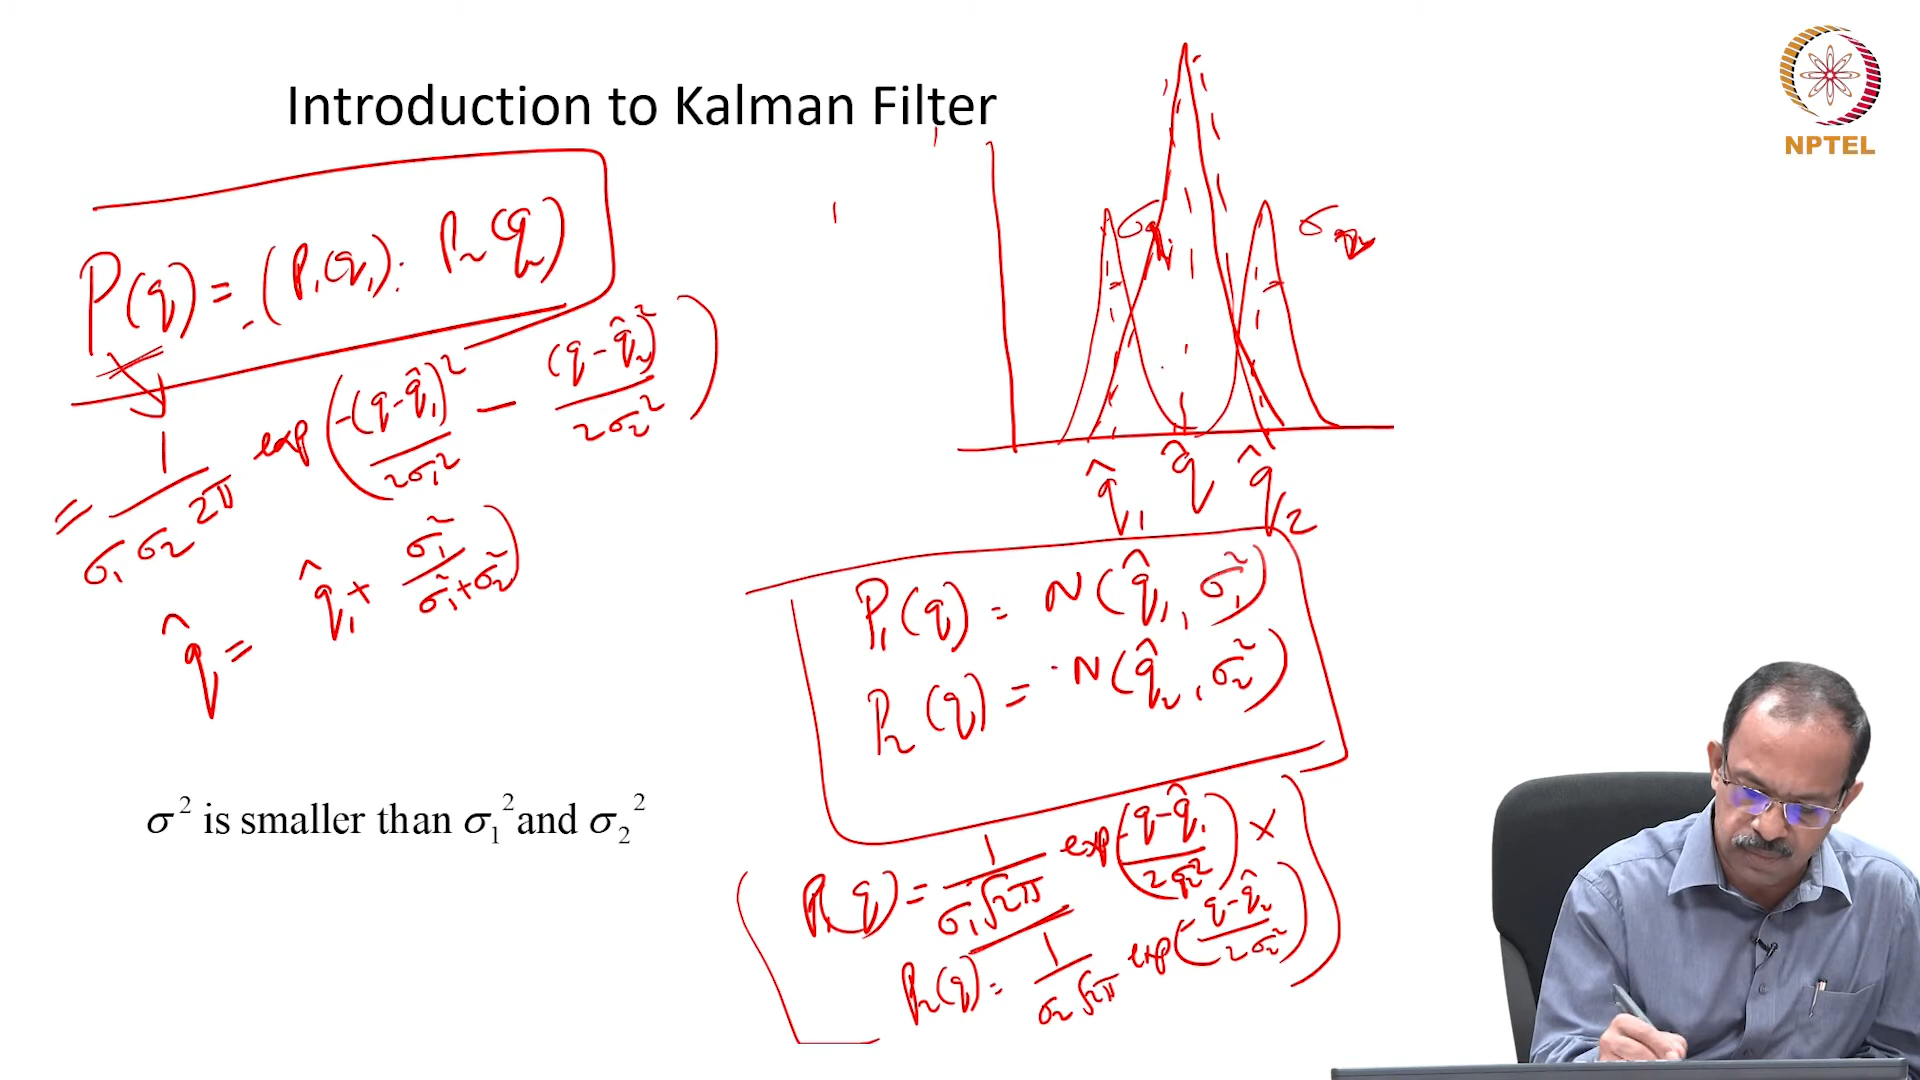 Introduction to Kalman Filter
NPTEL
P(q) = (P₁(q₁) · P₂(q₂)
= 1/(σ₁σ₂2π) exp(-(q-q̂₁)²/2σ₁² - (q-q̂₂)²/2σ₂²)
q̂ = q̂₁ + σ₁²/(σ₁²+σ₂²)
σ² is smaller than σ₁² and σ₂²
q̂₁ q̂ q̂₂
P₁(q) = N(q̂₁, σ₁²)
P₂(q) = N(q̂₂, σ₂²)
P₁(q) = 1/(σ₁√2π) exp(-(q-q̂₁)/2σ₂²) ×
P₂(q) = 1/(σ₂√2π) exp(-(q-q̂₂)/2σ₂²)